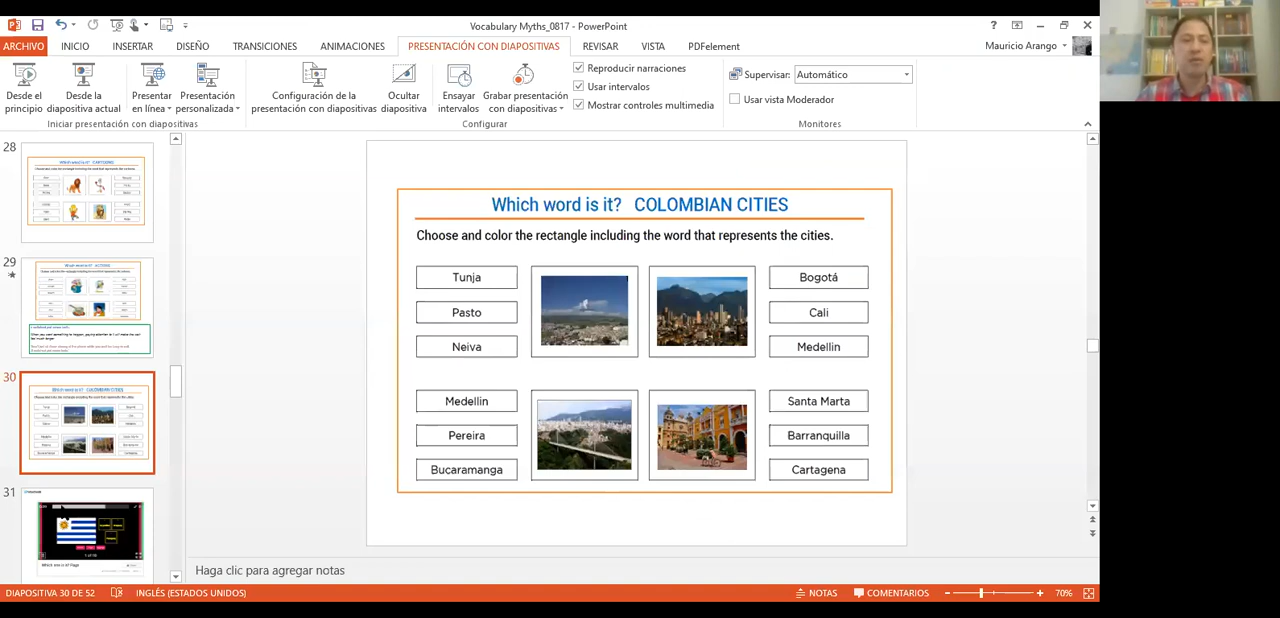 Vocabulary Myths_0817 - PowerPoint
ARCHIVO INICIO INSERTAR DISEÑO TRANSICIONES ANIMACIONES PRESENTACIÓN CON DIAPOSITIVAS REVISAR VISTA PDFelement Mauricio Arango
Desde el principio
Desde la diapositiva actual
Presentar en línea
Presentación personalizada
Iniciar presentación con diapositivas
Configuración de la presentación con diapositivas
Ocultar diapositiva
Ensayar intervalos
Grabar presentación con diapositivas
Reproducir narraciones
Usar intervalos
Mostrar controles multimedia
Configurar
Supervisar: Automático
Usar vista Moderador
Monitores
28
29
30
31
Which word is it? COLOMBIAN CITIES
Choose and color the rectangle including the word that represents the cities.
Tunja
Pasto
Neiva
Bogotá
Cali
Medellin
Medellin
Pereira
Bucaramanga
Santa Marta
Barranquilla
Cartagena
Haga clic para agregar notas
DIAPOSITIVA 30 DE 52 INGLÉS (ESTADOS UNIDOS) NOTAS COMENTARIOS 70%